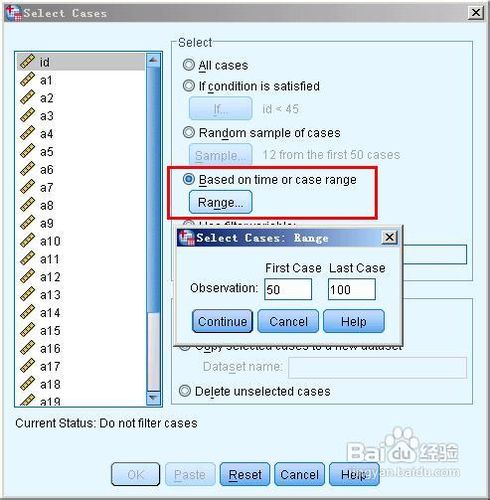 Select Cases
id
a1
a2
a3
a4
a5
a6
a7
a8
a9
a10
a11
a12
a13
a14
a15
a16
a17
a18
a19
Select
All cases
If condition is satisfied
If... id < 45
Random sample of cases
Sample... 12 from the first 50 cases
Based on time or case range
Range...
Use filter variable:
Select Cases: Range
First Case Last Case
Observation: 50 100
Continue Cancel Help
Copy selected cases to a new dataset
Dataset name:
Delete unselected cases
Current Status: Do not filter cases
OK Paste Reset Cancel Help
Baidu 经验
jingyan.baidu.com